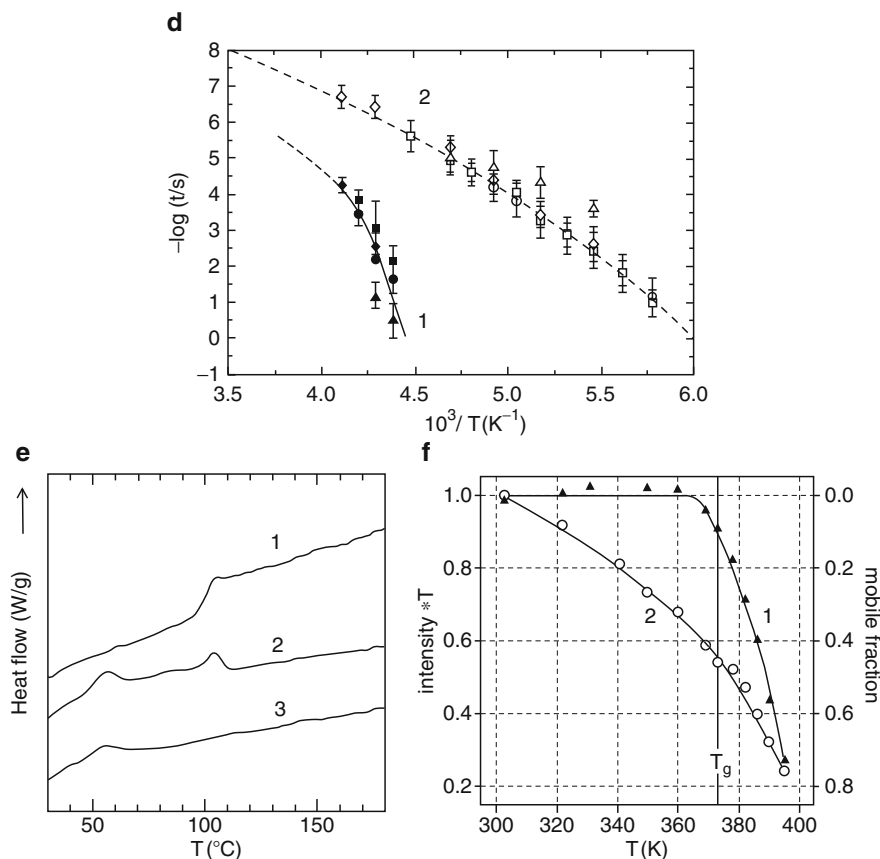 d
8
7
6
5
4
3
2
1
0
–1
–log (t/s)
2
1
3.5 4.0 4.5 5.0 5.5 6.0
10³/ T(K⁻¹)
e
Heat flow (W/g)
1
2
3
50 100 150
T(°C)
f
1.0
0.8
0.6
0.4
0.2
intensity *T
0.0
0.2
0.4
0.6
0.8
mobile fraction
1
2
Tg
300 320 340 360 380 400
T(K)